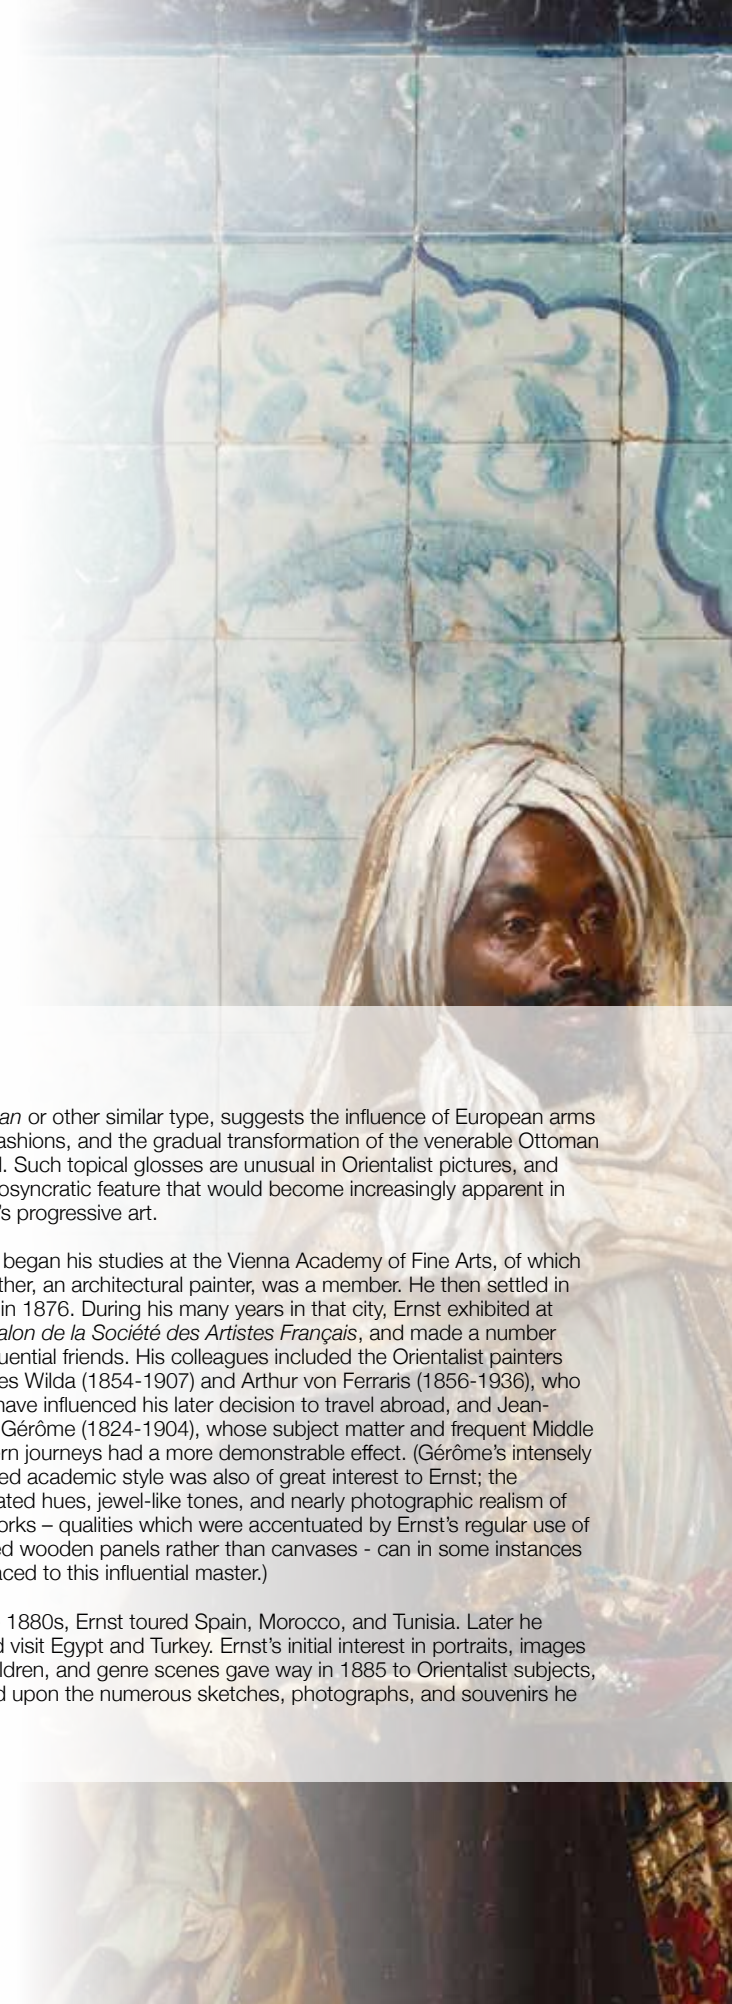 an or other similar type, suggests the influence of European arms
ashions, and the gradual transformation of the venerable Ottoman
. Such topical glosses are unusual in Orientalist pictures, and
osyncratic feature that would become increasingly apparent in
's progressive art.
began his studies at the Vienna Academy of Fine Arts, of which
ther, an architectural painter, was a member. He then settled in
in 1876. During his many years in that city, Ernst exhibited at
alon de la Société des Artistes Français, and made a number
uential friends. His colleagues included the Orientalist painters
es Wilda (1854-1907) and Arthur von Ferraris (1856-1936), who
have influenced his later decision to travel abroad, and Jean-
Gérôme (1824-1904), whose subject matter and frequent Middle
rn journeys had a more demonstrable effect. (Gérôme’s intensely
ed academic style was also of great interest to Ernst; the
ated hues, jewel-like tones, and nearly photographic realism of
orks – qualities which were accentuated by Ernst’s regular use of
ed wooden panels rather than canvases - can in some instances
aced to this influential master.)
1880s, Ernst toured Spain, Morocco, and Tunisia. Later he
d visit Egypt and Turkey. Ernst’s initial interest in portraits, images
ldren, and genre scenes gave way in 1885 to Orientalist subjects,
d upon the numerous sketches, photographs, and souvenirs he